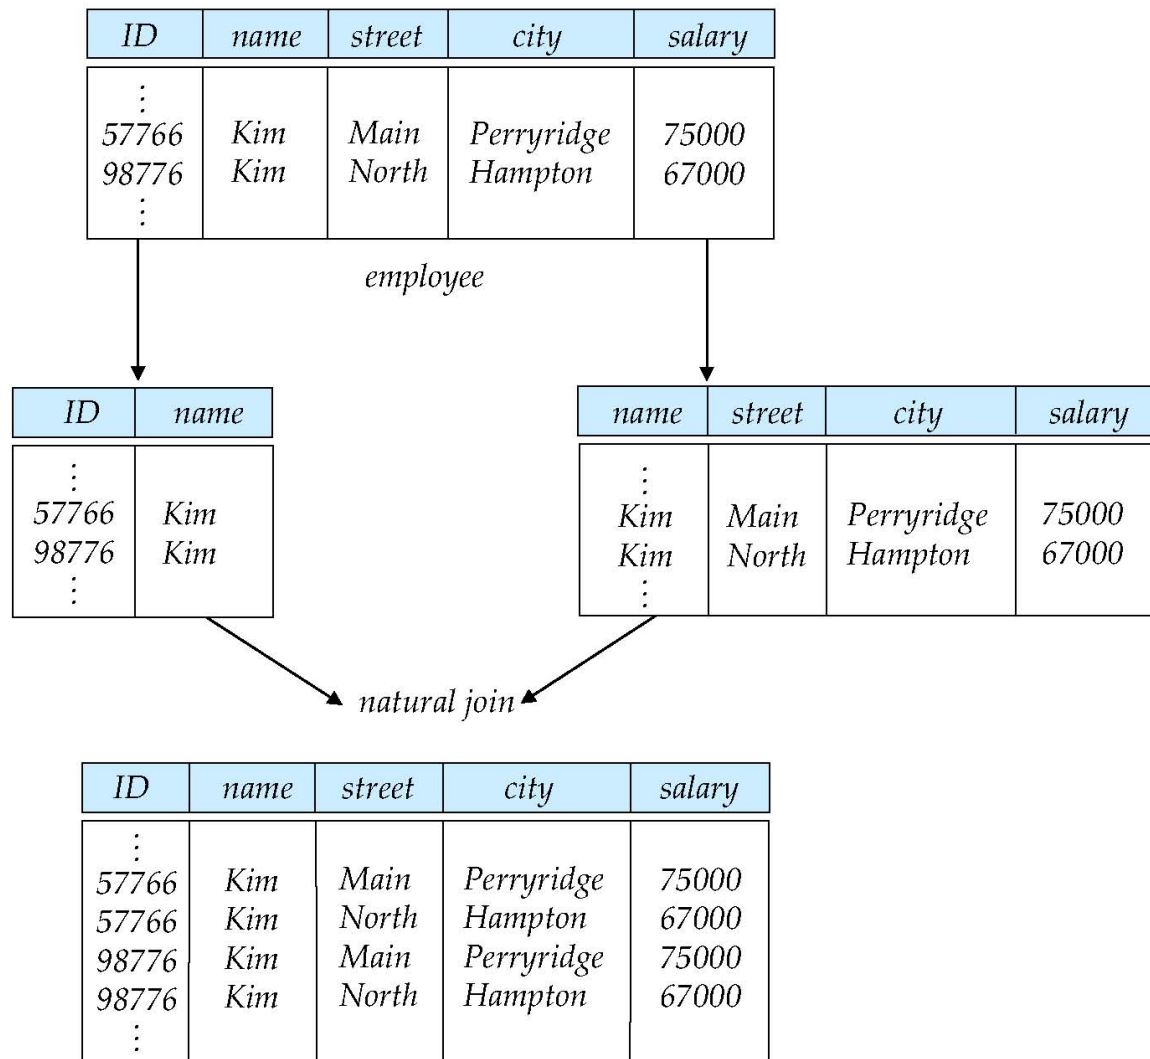 ID name street city salary
⋮
57766 Kim Main Perryridge 75000
98776 Kim North Hampton 67000
⋮
employee
ID name
⋮
57766 Kim
98776 Kim
⋮
name street city salary
⋮
Kim Main Perryridge 75000
Kim North Hampton 67000
⋮
natural join
ID name street city salary
⋮
57766 Kim Main Perryridge 75000
57766 Kim North Hampton 67000
98776 Kim Main Perryridge 75000
98776 Kim North Hampton 67000
⋮